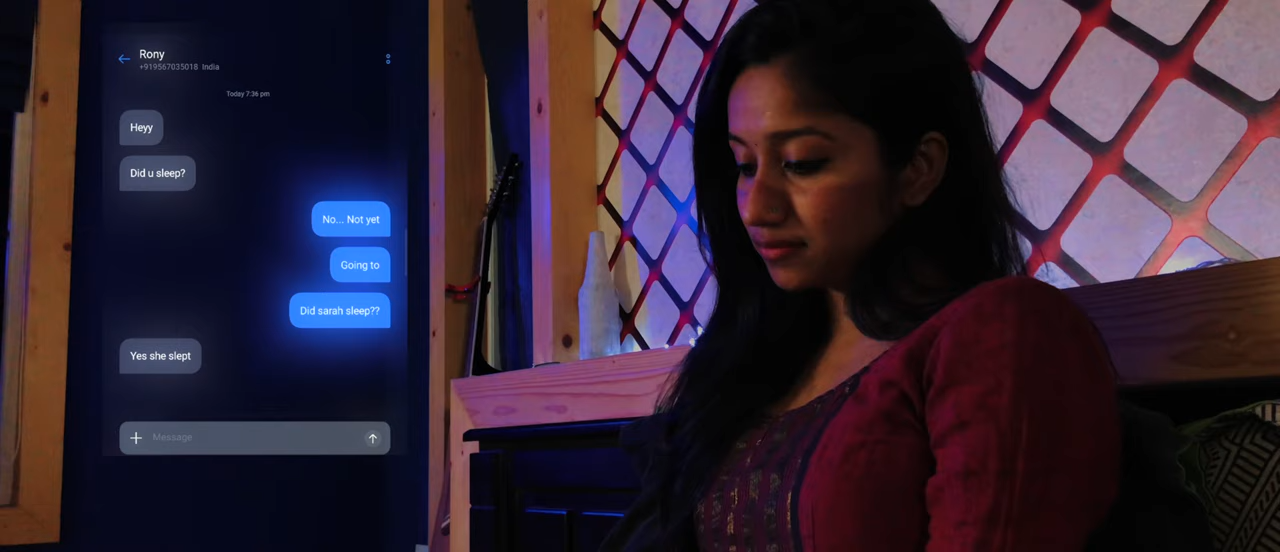 Rony
+919567035018 India
Today 7:36 pm
Heyy
Did u sleep?
No... Not yet
Going to
Did sarah sleep??
Yes she slept
Message